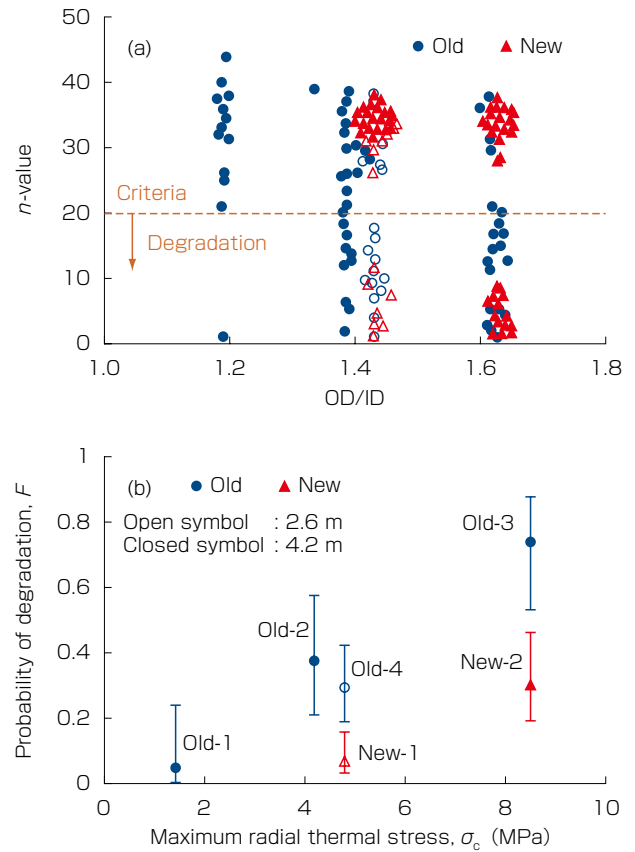 (a)
Old
New
50
40
30
20
10
0
n-value
Criteria
Degradation
1.0 1.2 1.4 1.6 1.8
OD/ID
(b)
Old
New
Open symbol : 2.6 m
Closed symbol : 4.2 m
1
0.8
0.6
0.4
0.2
0
Probability of degradation, F
Old-1
Old-2
Old-4
New-1
Old-3
New-2
0 2 4 6 8 10
Maximum radial thermal stress, σc (MPa)